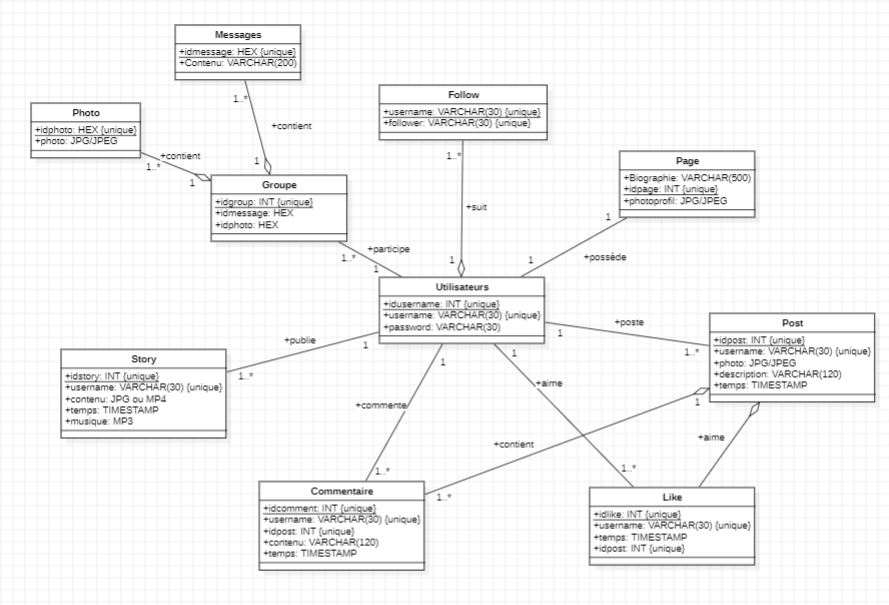 Messages
+idmessage: HEX {unique}
+Contenu: VARCHAR(200)
1..*
+contient
1
Photo
+idphoto: HEX {unique}
+photo: JPG/JPEG
+contient
1..*
1
Groupe
+idgroup: INT {unique}
+idmessage: HEX
+idphoto: HEX
1..*
+participe
1
Follow
+username: VARCHAR(30) {unique}
+follower: VARCHAR(30) {unique}
1..*
+suit
1
Page
+Biographie: VARCHAR(500)
+idpage: INT {unique}
+photoprofil: JPG/JPEG
1
+possède
1
Utilisateurs
+idusername: INT {unique}
+username: VARCHAR(30) {unique}
+password: VARCHAR(30)
+publie
1
1..*
Story
+idstory: INT {unique}
+username: VARCHAR(30) {unique}
+contenu: JPG ou MP4
+temps: TIMESTAMP
+musique: MP3
1
+poste
1..*
Post
+idpost: INT {unique}
+username: VARCHAR(30) {unique}
+photo: JPG/JPEG
+description: VARCHAR(120)
+temps: TIMESTAMP
1
+commente
1..*
1
+aime
1..*
1
+contient
1..*
+aime
Commentaire
+idcomment: INT {unique}
+username: VARCHAR(30) {unique}
+idpost: INT {unique}
+contenu: VARCHAR(120)
+temps: TIMESTAMP
Like
+idlike: INT {unique}
+username: VARCHAR(30) {unique}
+temps: TIMESTAMP
+idpost: INT {unique}